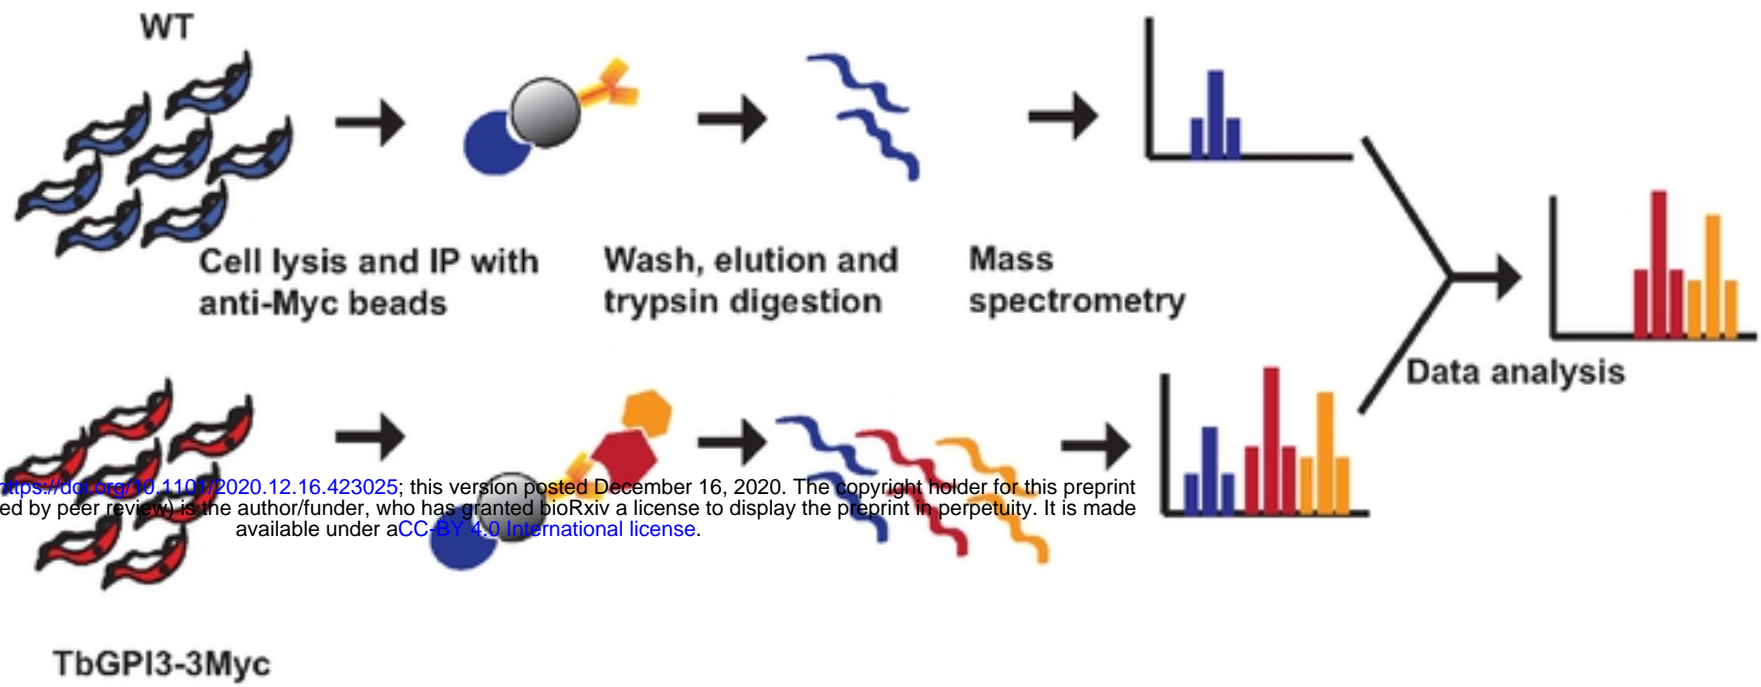 WT
Cell lysis and IP with
anti-Myc beads
Wash, elution and
trypsin digestion
Mass
spectrometry
Data analysis
https://doi.org/10.1101/2020.12.16.423025; this version posted December 16, 2020. The copyright holder for this preprint
ed by peer review) is the author/funder, who has granted bioRxiv a license to display the preprint in perpetuity. It is made
available under aCC-BY 4.0 International license.
TbGPI3-3Myc